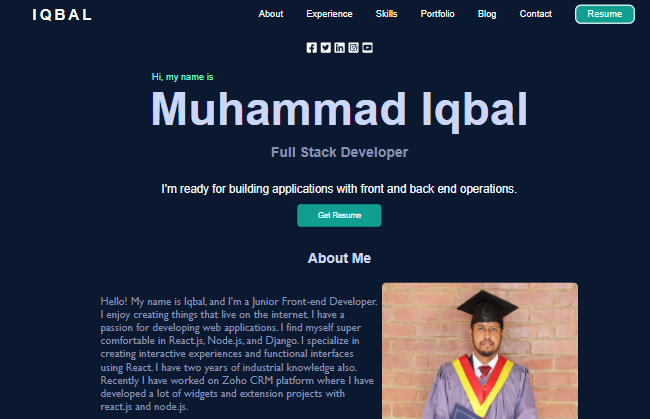 IQBAL
About Experience Skills Portfolio Blog Contact Resume
Hi, my name is
Muhammad Iqbal
Full Stack Developer
I'm ready for building applications with front and back end operations.
Get Resume
About Me
Hello! My name is Iqbal, and I'm a Junior Front-end Developer.
I enjoy creating things that live on the internet. I have a
passion for developing web applications. I find myself super
comfortable in React.js, Node.js, and Django. I specialize in
creating interactive experiences and functional interfaces
using React. I have two years of industrial knowledge also.
Recently I have worked on Zoho CRM platform where I have
developed a lot of widgets and extension projects with
react.js and node.js.